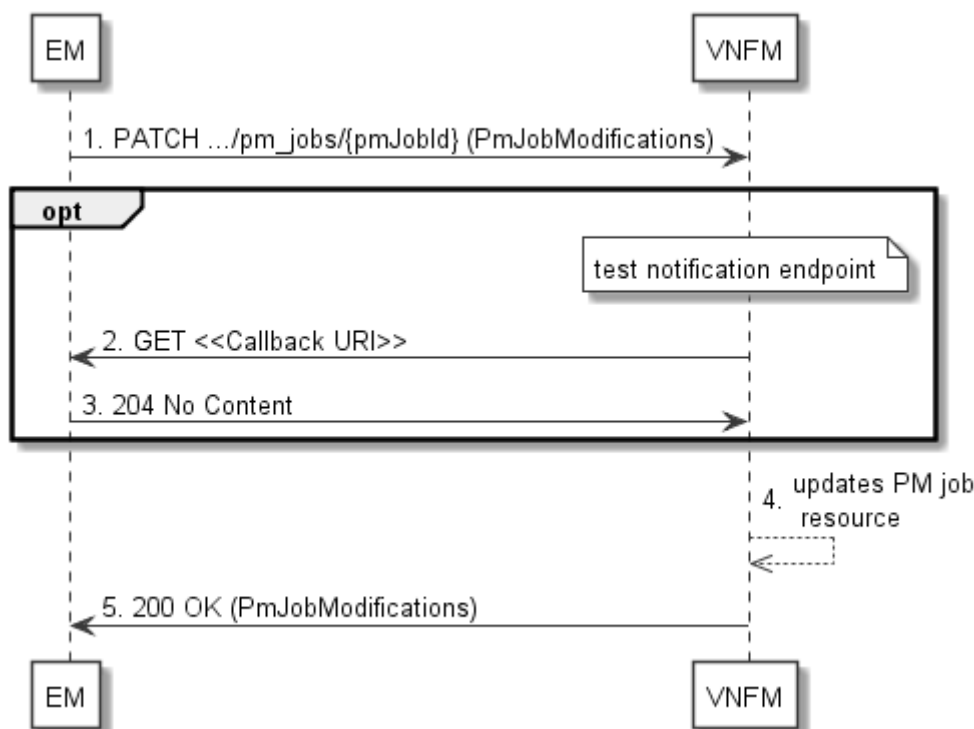 EM
VNFM
1. PATCH .../pm_jobs/{pmJobId} (PmJobModifications)
opt
test notification endpoint
2. GET <<Callback URI>>
3. 204 No Content
4. updates PM job
resource
5. 200 OK (PmJobModifications)
EM
VNFM